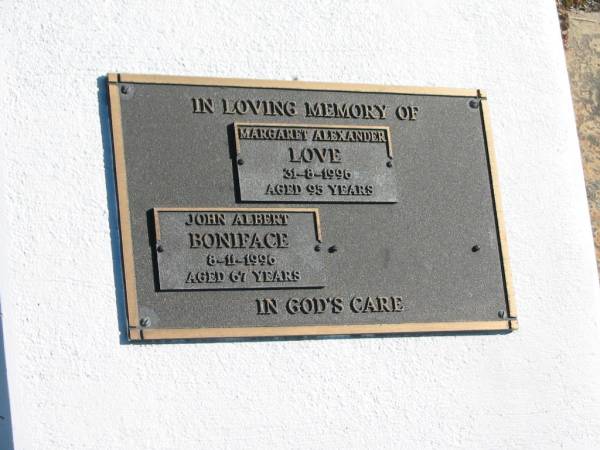 IN LOVING MEMORY OF
MARGARET ALEXANDER
LOVE
31-8-1996
AGED 95 YEARS
JOHN ALBERT
BONIFACE
8-11-1996
AGED 67 YEARS
IN GOD'S CARE